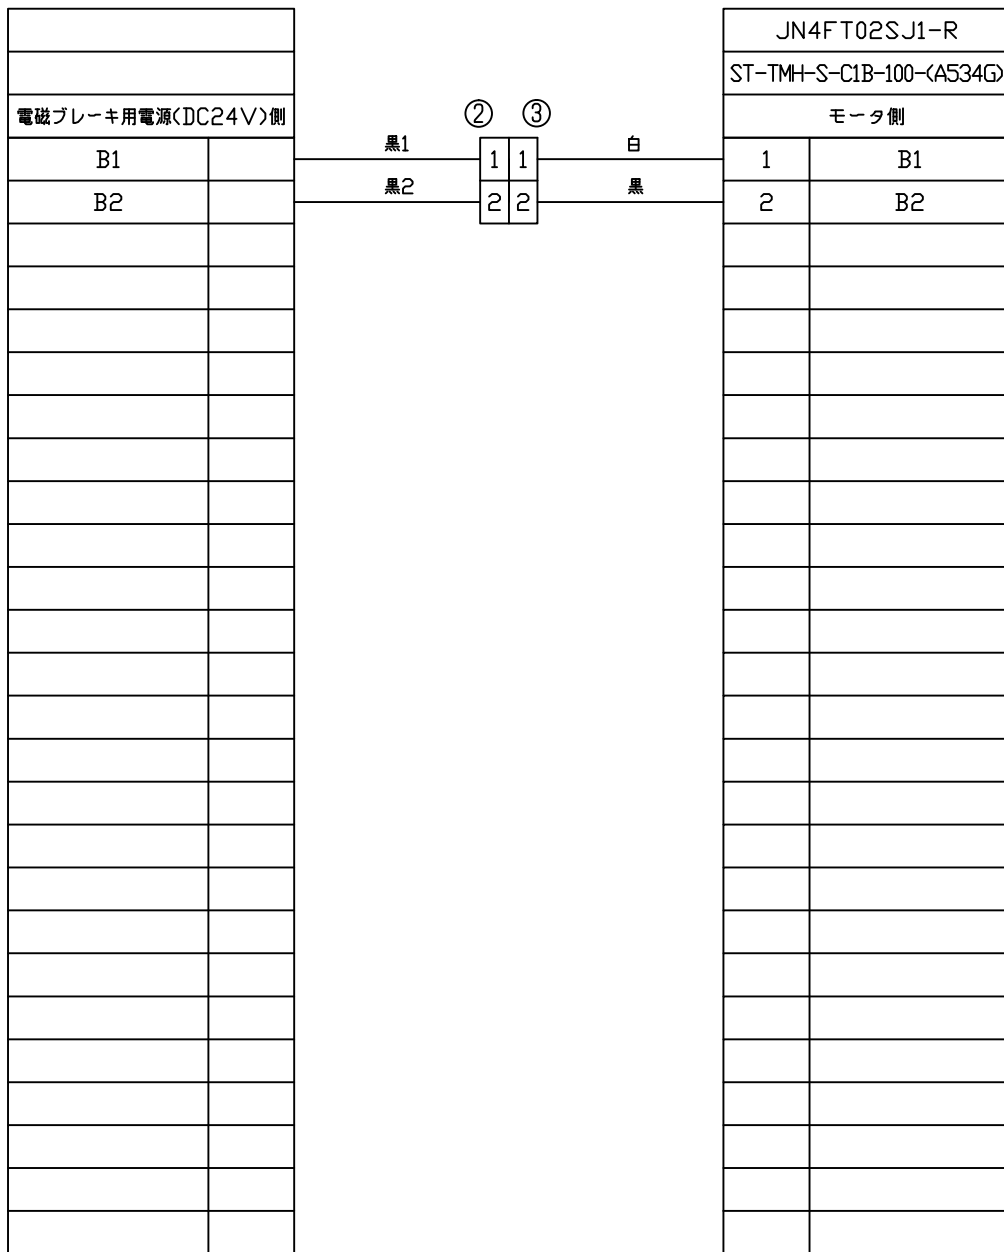 JN4FT02SJ1-R
ST-TMH-S-C1B-100-(A534G)
電磁ブレーキ用電源(DC24V)側
② ③
モータ側
B1 黒1 1 1 白 1 B1
B2 黒2 2 2 黒 2 B2